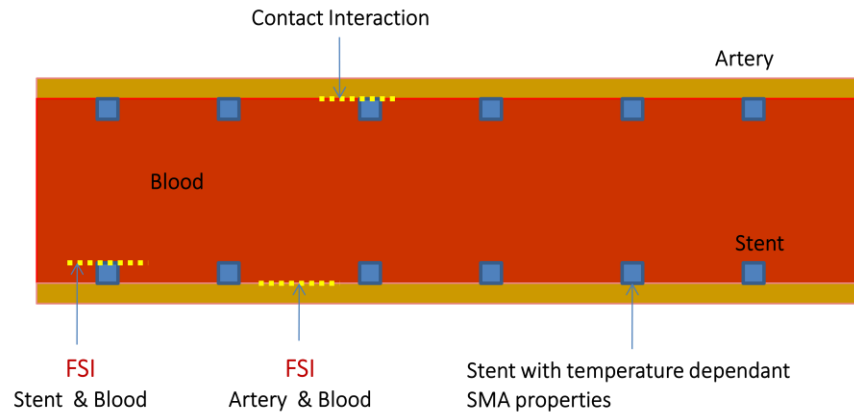 Contact Interaction
Artery
Blood
Stent
FSI
Stent & Blood
FSI
Artery & Blood
Stent with temperature dependant
SMA properties